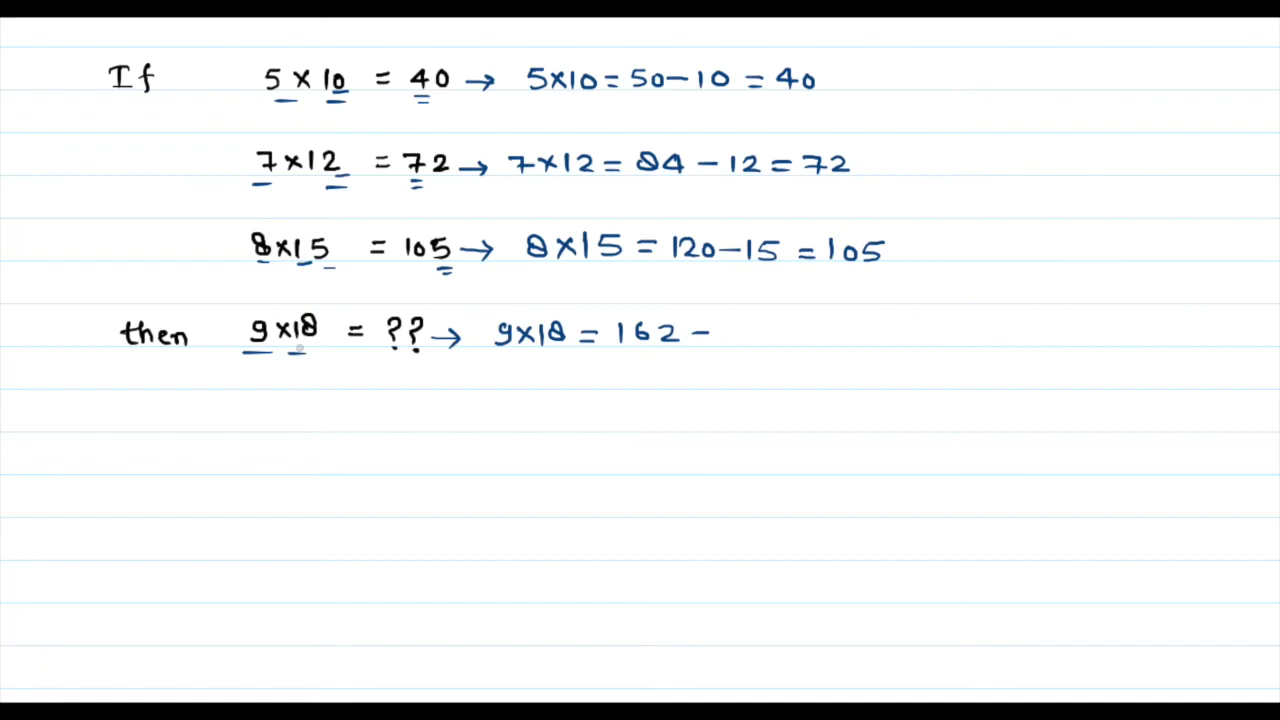 If 5 × 10 = 40 → 5×10 = 50 - 10 = 40
7 × 12 = 72 → 7×12 = 84 - 12 = 72
8×15 = 105 → 8×15 = 120 - 15 = 105
then 9×18 = ?? → 9×18 = 162 -